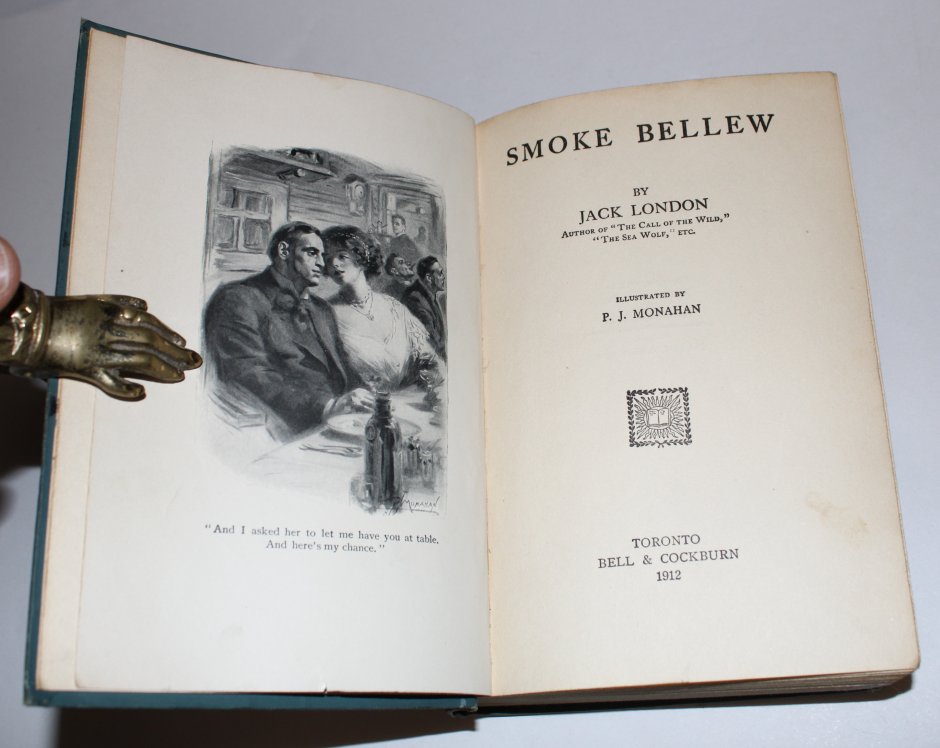 MONAHAN
"And I asked her to let me have you at table.
And here's my chance."
SMOKE BELLEW
BY
JACK LONDON
AUTHOR OF "THE CALL OF THE WILD,"
"THE SEA WOLF," ETC.
ILLUSTRATED BY
P. J. MONAHAN
TORONTO
BELL & COCKBURN
1912